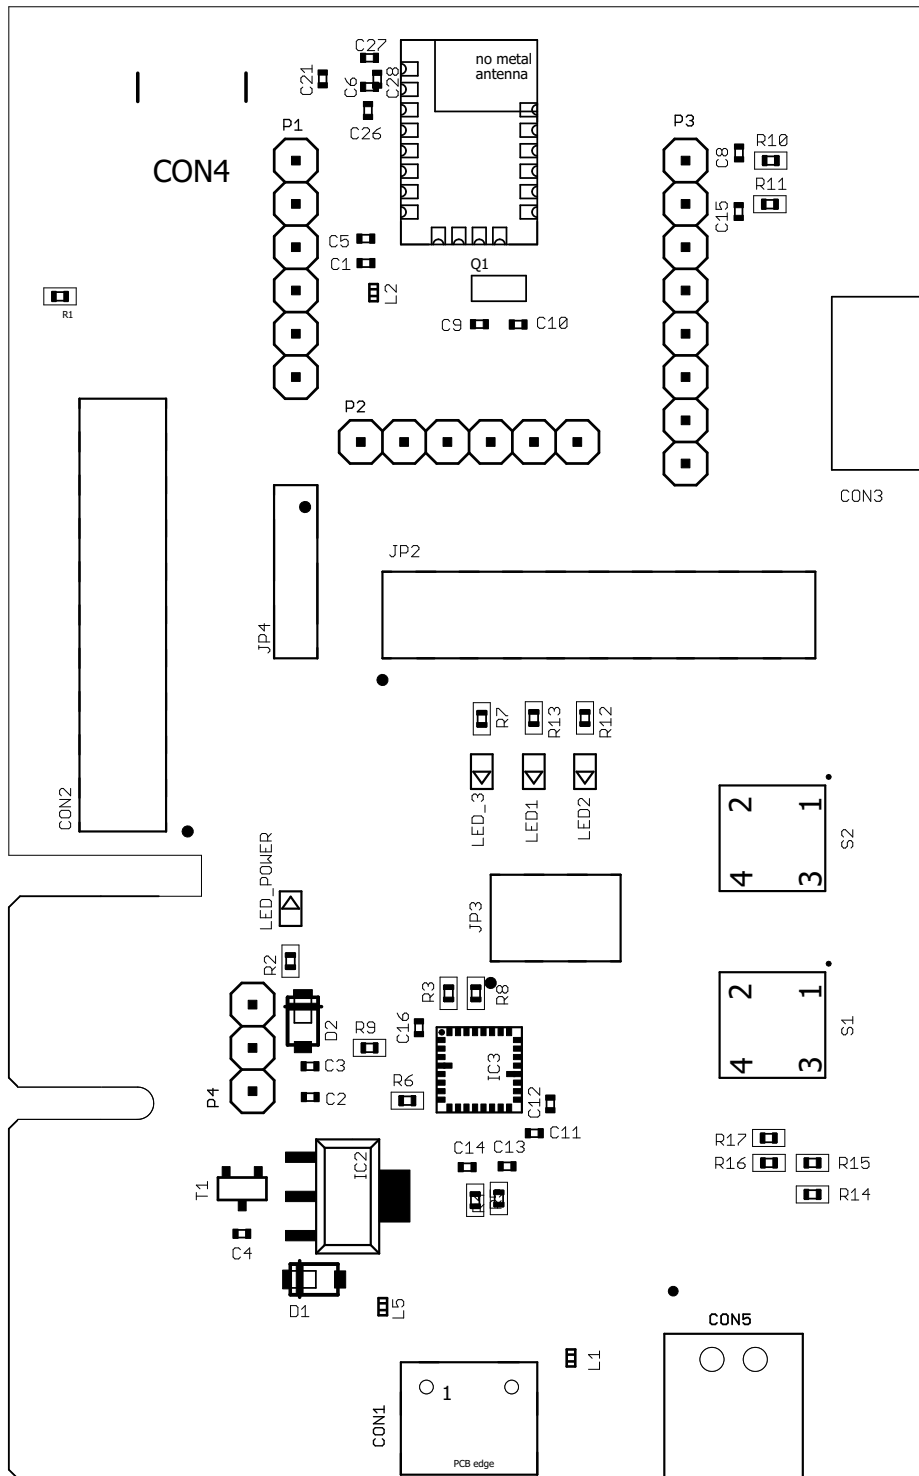 C27
no metal
antenna
C21
C6
C28
C26
P1
P3
C8
R10
CON4
R11
C15
C5
C1
Q1
L2
R1
C9
C10
P2
CON3
JP2
JP4
R7
R13
R12
LED_3
LED1
LED2
CON2
2
1
4
3
S2
LED_POWER
JP3
R2
R3
R8
2
1
4
3
S1
D2
R9
C16
IC3
C3
C2
P4
R6
C12
C11
R17
C14
C13
R16
R15
IC2
T1
R14
C4
D1
L5
CON5
L1
CON1
1
PCB edge